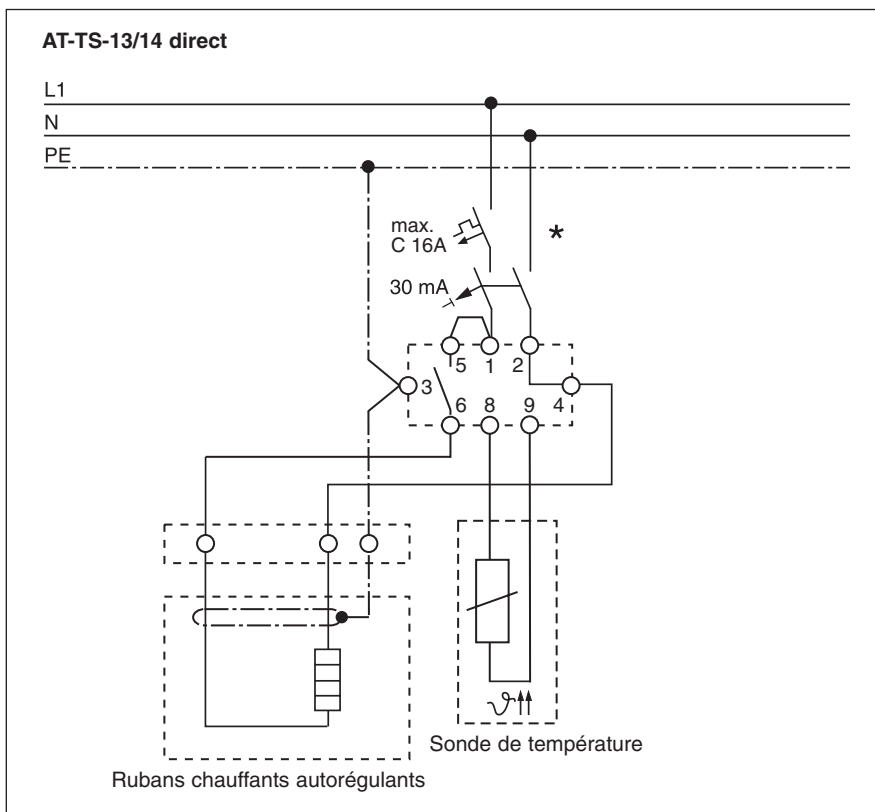 AT-TS-13/14 direct
L1
N
PE
max.
C 16A
*
30 mA
5 1 2
3
4
6 8 9
ϑ
Sonde de température
Rubans chauffants autorégulants